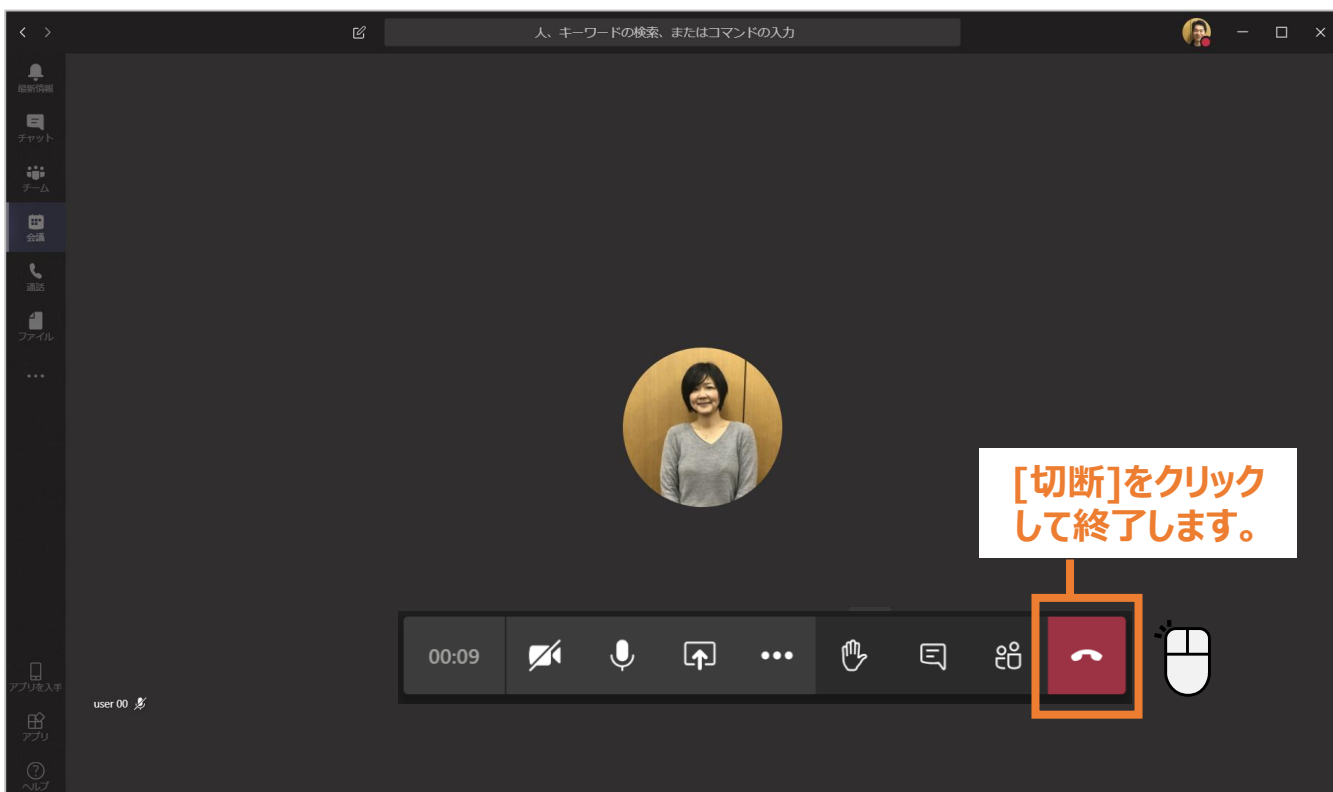 人、キーワードの検索、またはコマンドの入力
最新情報
チャット
チーム
会議
通話
ファイル
[切断]をクリック
して終了します。
00:09
アプリを入手
user 00
アプリ
ヘルプ